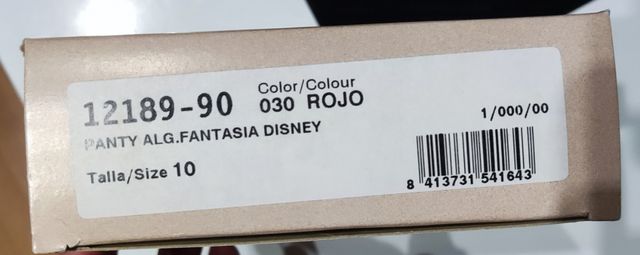 Color/Colour
12189-90 030 ROJO
PANTY ALG.FANTASIA DISNEY
1/000/00
Talla/Size 10
8 413731 541643